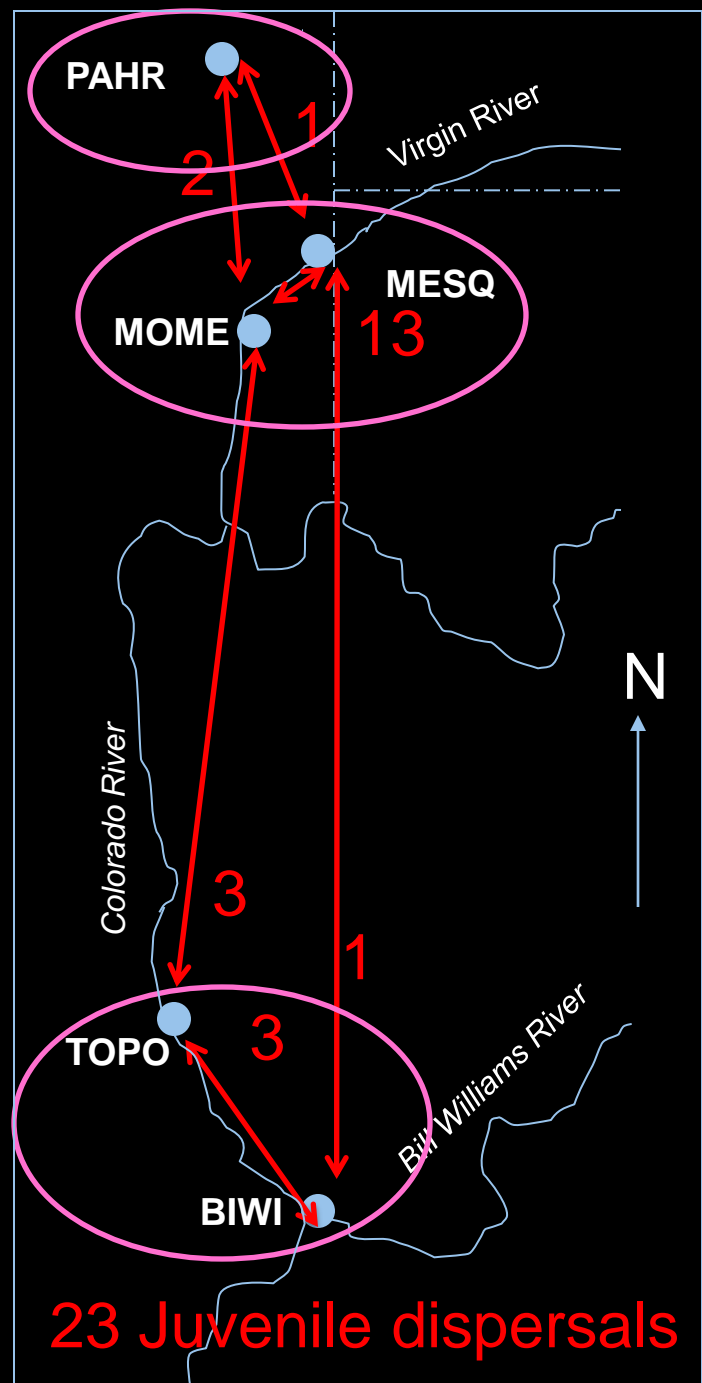 PAHR
1
Virgin River
2
MESQ
MOME
13
N
Colorado River
3
1
3
TOPO
Bill Williams River
BIWI
23 Juvenile dispersals